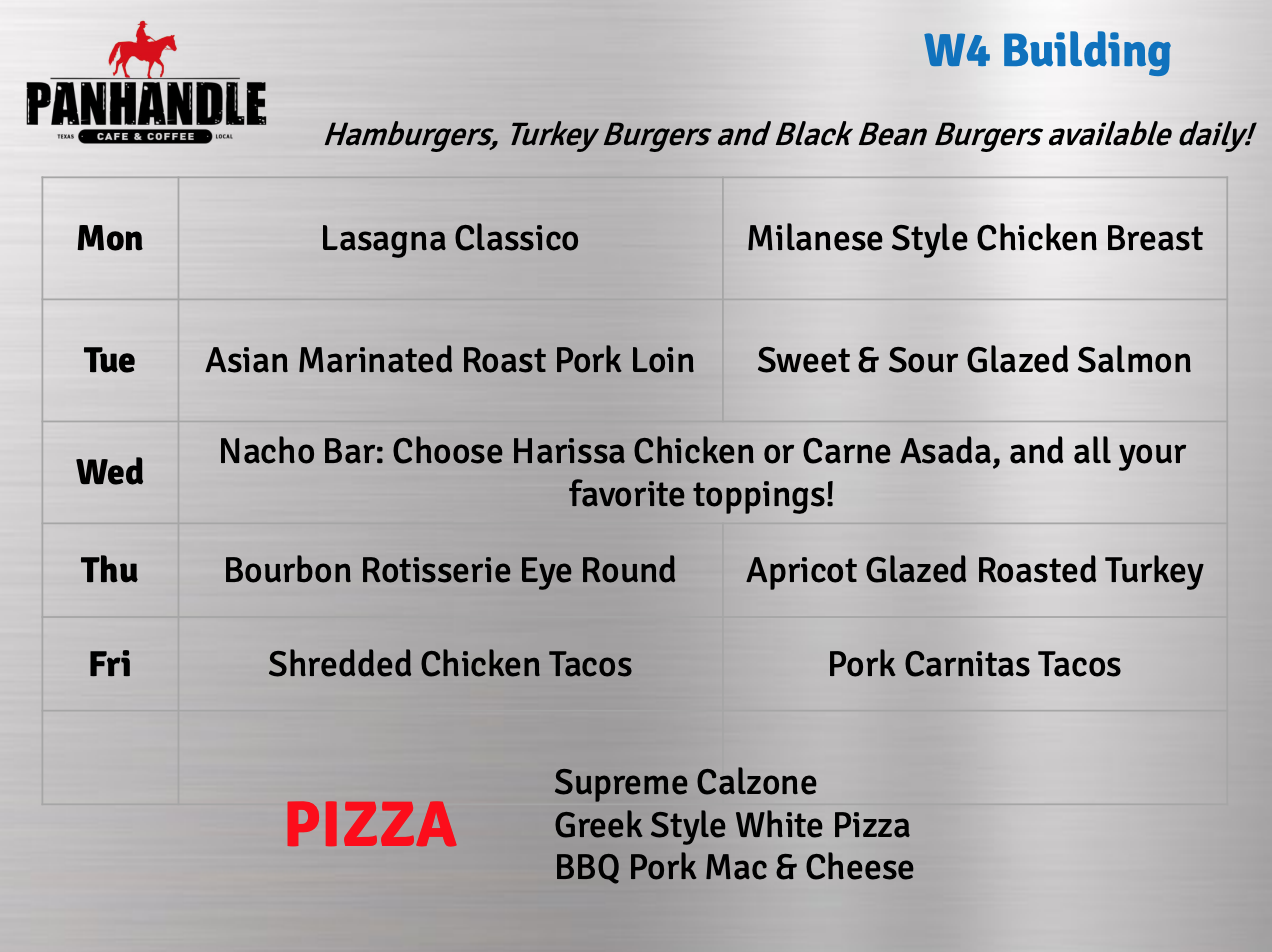 PANHANDLE
TEXAS CAFE & COFFEE LOCAL
W4 Building
Hamburgers, Turkey Burgers and Black Bean Burgers available daily!
Mon Lasagna Classico Milanese Style Chicken Breast
Tue Asian Marinated Roast Pork Loin Sweet & Sour Glazed Salmon
Wed Nacho Bar: Choose Harissa Chicken or Carne Asada, and all your
favorite toppings!
Thu Bourbon Rotisserie Eye Round Apricot Glazed Roasted Turkey
Fri Shredded Chicken Tacos Pork Carnitas Tacos
PIZZA
Supreme Calzone
Greek Style White Pizza
BBQ Pork Mac & Cheese